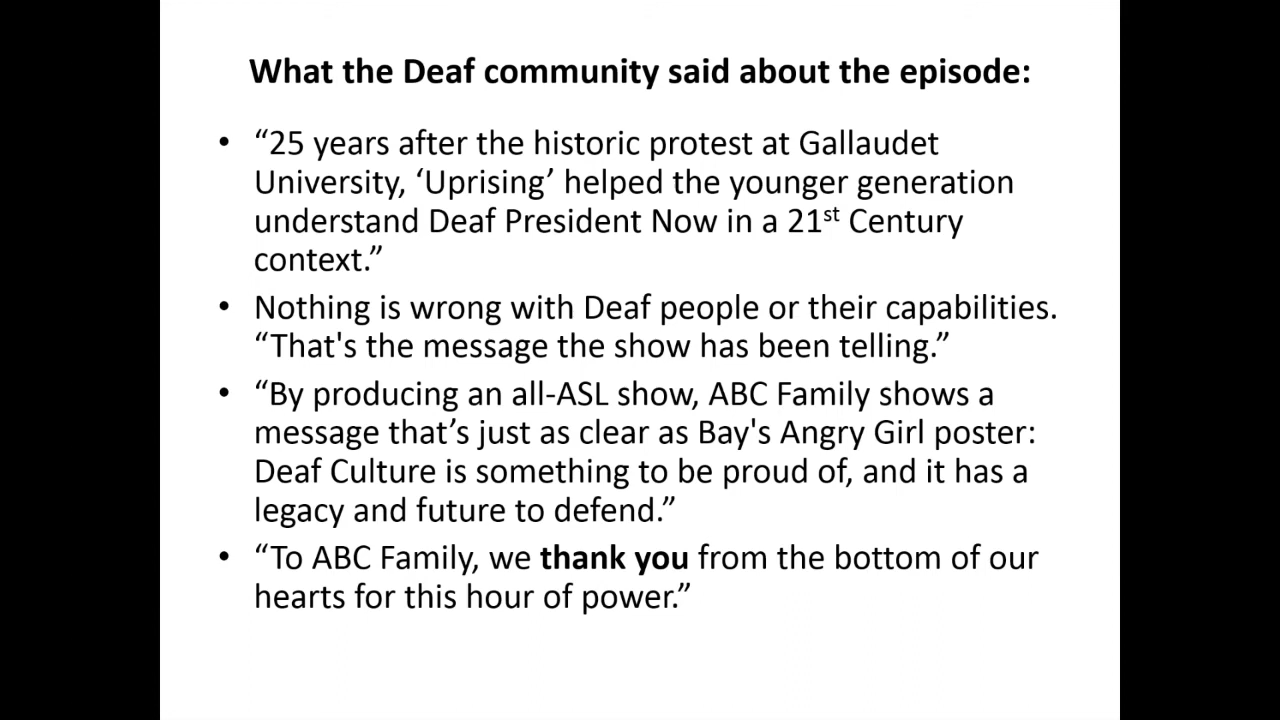 What the Deaf community said about the episode:
• “25 years after the historic protest at Gallaudet
University, ‘Uprising’ helped the younger generation
understand Deaf President Now in a 21st Century
context.”
• Nothing is wrong with Deaf people or their capabilities.
“That's the message the show has been telling.”
• “By producing an all-ASL show, ABC Family shows a
message that’s just as clear as Bay's Angry Girl poster:
Deaf Culture is something to be proud of, and it has a
legacy and future to defend.”
• “To ABC Family, we thank you from the bottom of our
hearts for this hour of power.”